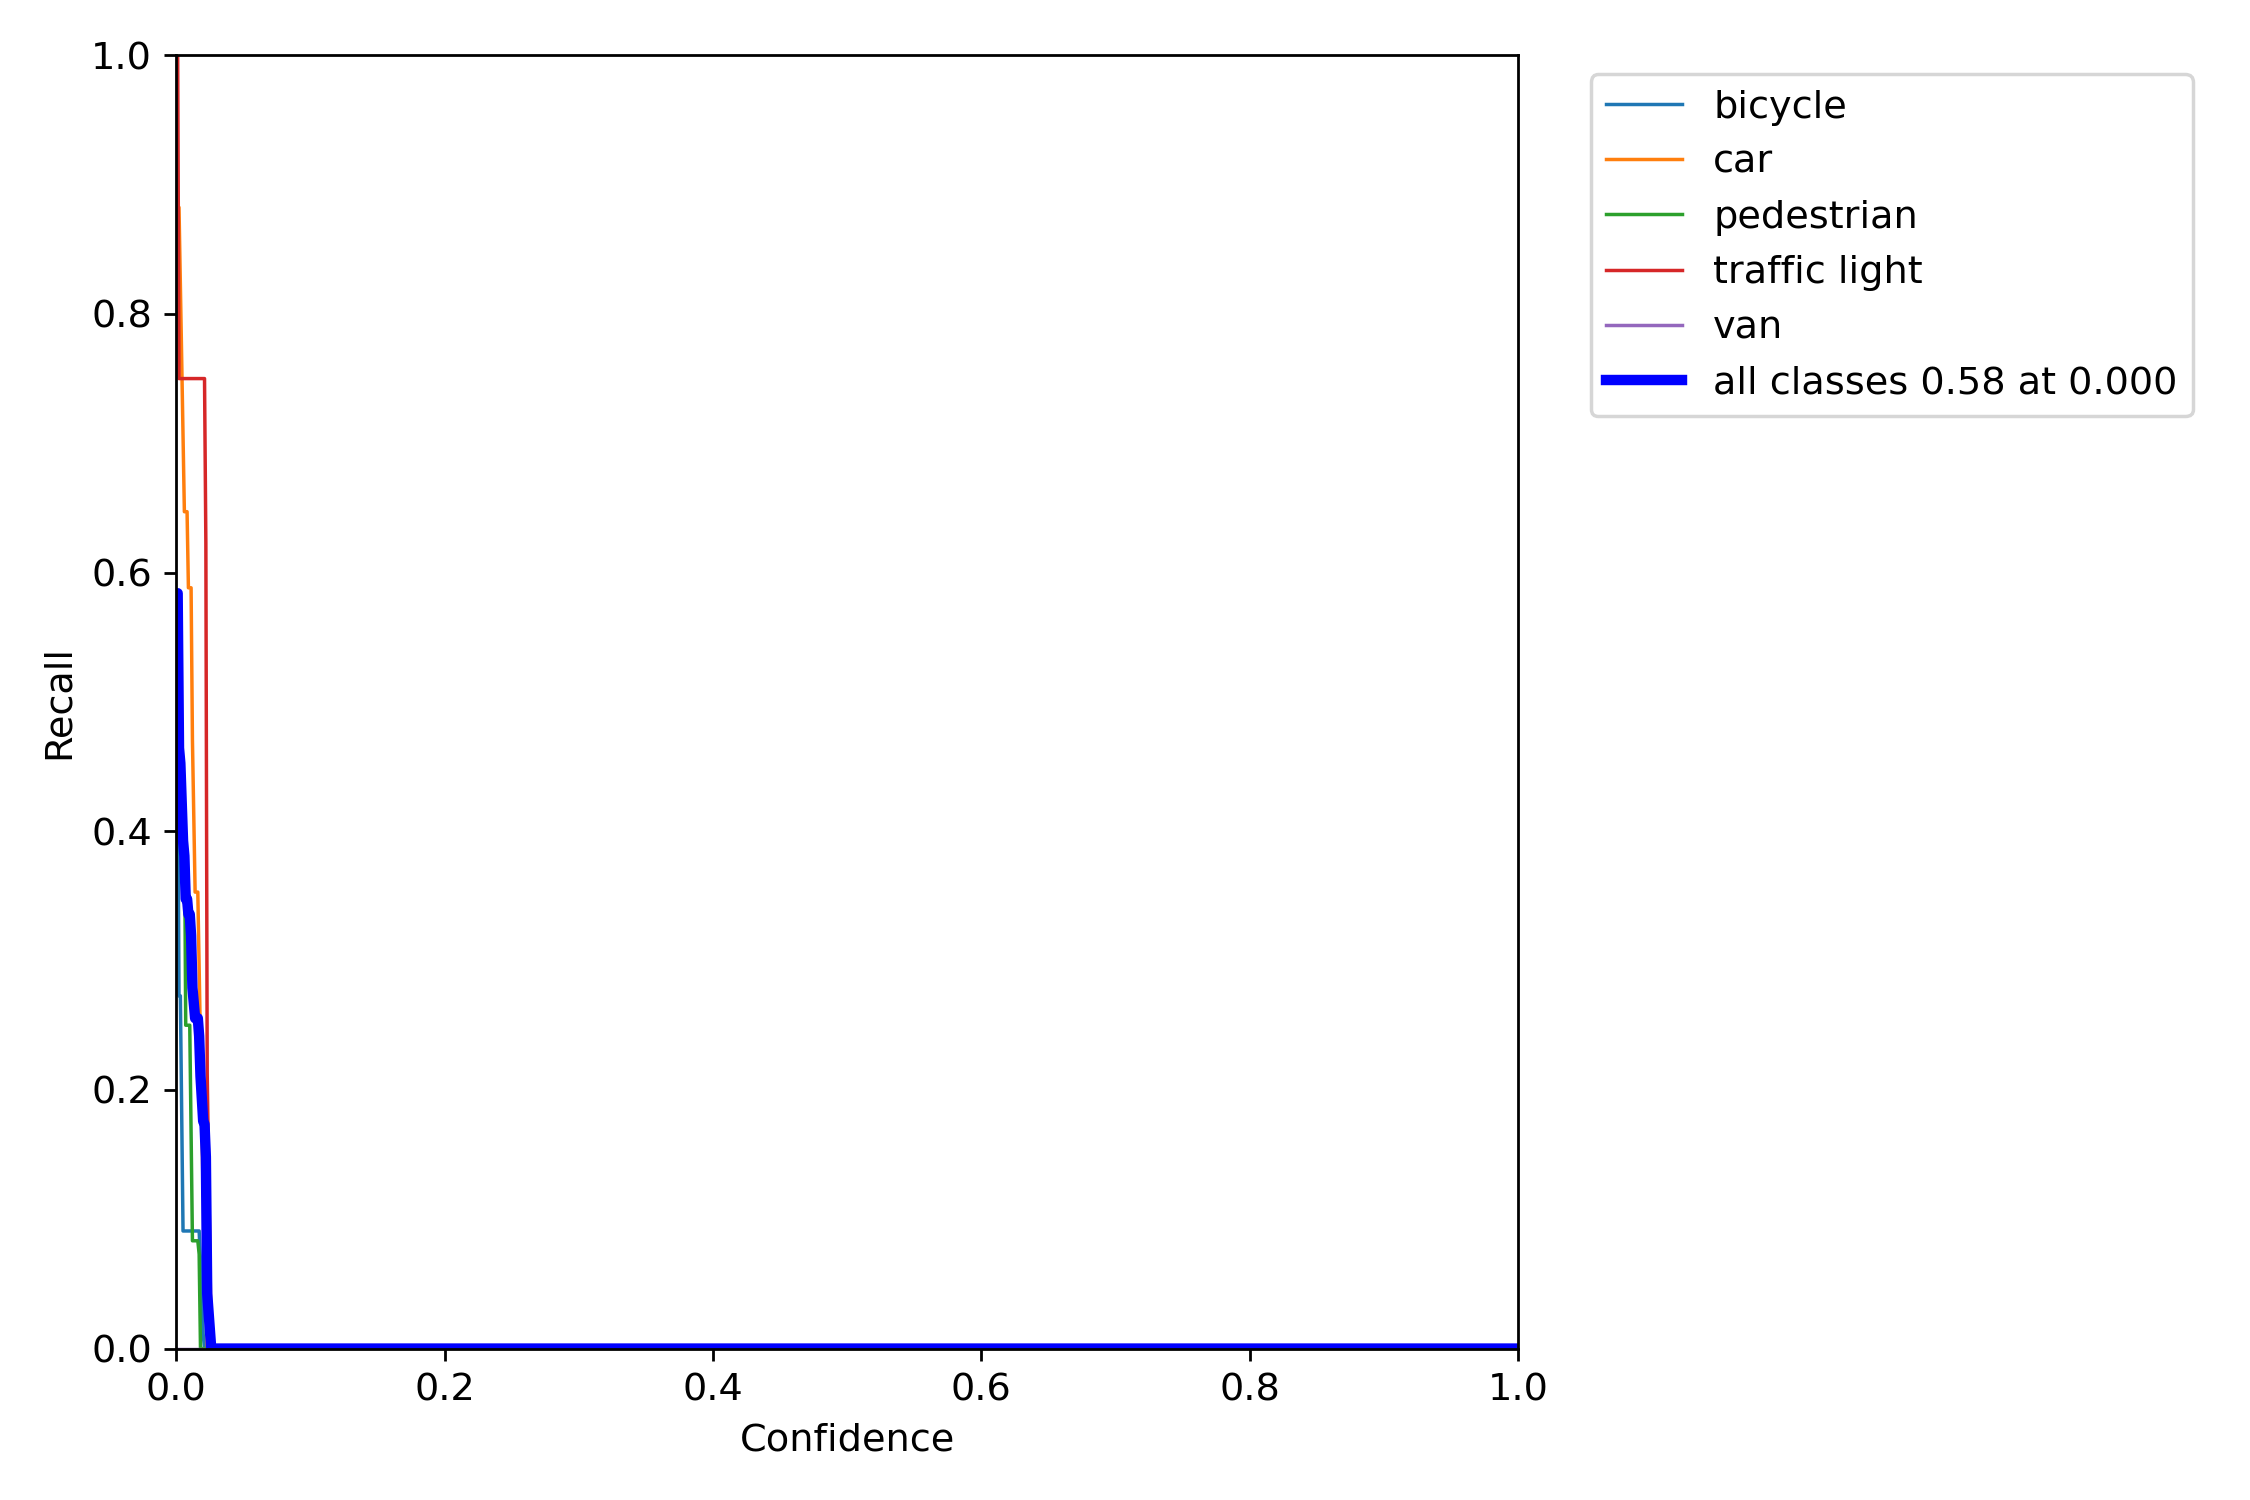 1.0
0.8
0.6
0.4
0.2
0.0
Recall
0.0 0.2 0.4 0.6 0.8 1.0
Confidence
bicycle
car
pedestrian
traffic light
van
all classes 0.58 at 0.000